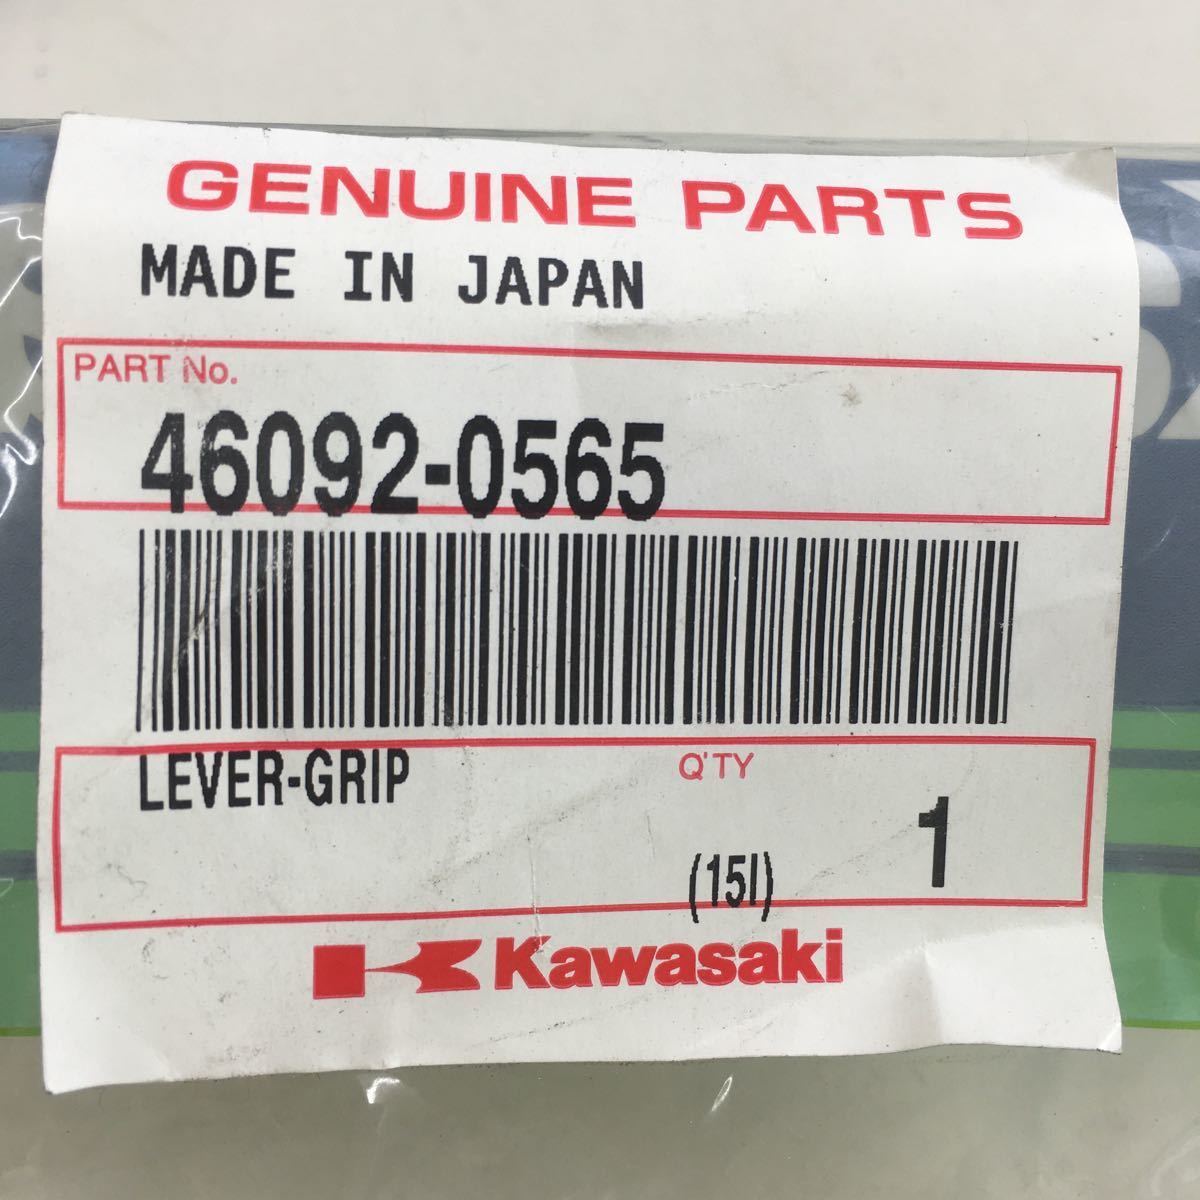 GENUINE PARTS
MADE IN JAPAN
PART No.
46092-0565
LEVER-GRIP
Q'TY
1
(15I)
Kawasaki